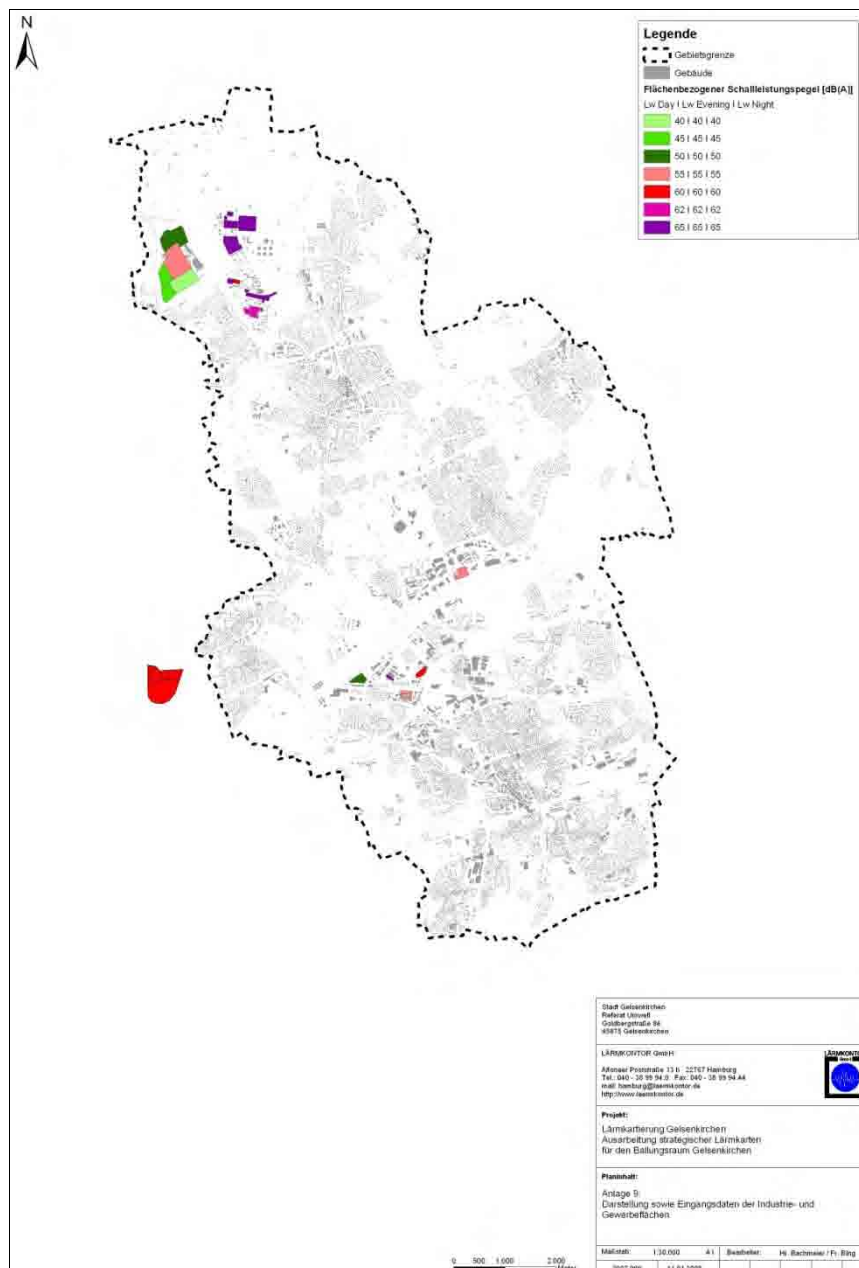 N
Legende
Gebietsgrenze
Gebäude
Flächenbezogener Schallleistungspegel [dB(A)]
Lw Day I Lw Evening I Lw Night
40 I 40 I 40
45 I 45 I 45
50 I 50 I 50
55 I 55 I 55
60 I 60 I 60
62 I 62 I 62
65 I 65 I 65
Stadt Gelsenkirchen
Referat Umwelt
Goldbergstraße 84
45875 Gelsenkirchen
LÄRMKONTOR GmbH
Altonaer Poststraße 13 b 22767 Hamburg
Tel.: 040 - 38 99 94.0 Fax: 040 - 38 99 94.44
mail: hamburg@laermkontor.de
http://www.laermkontor.de
Projekt:
Lärmkartierung Gelsenkirchen
Ausarbeitung strategischer Lärmkarten
für den Ballungsraum Gelsenkirchen
Planinhalt:
Anlage 9:
Darstellung sowie Eingangsdaten der Industrie- und
Gewerbeflächen
Maßstab: 1:30.000 Bearbeiter: Hr. Bachmeier / Fr. Bing
0 500 1.000 2.000